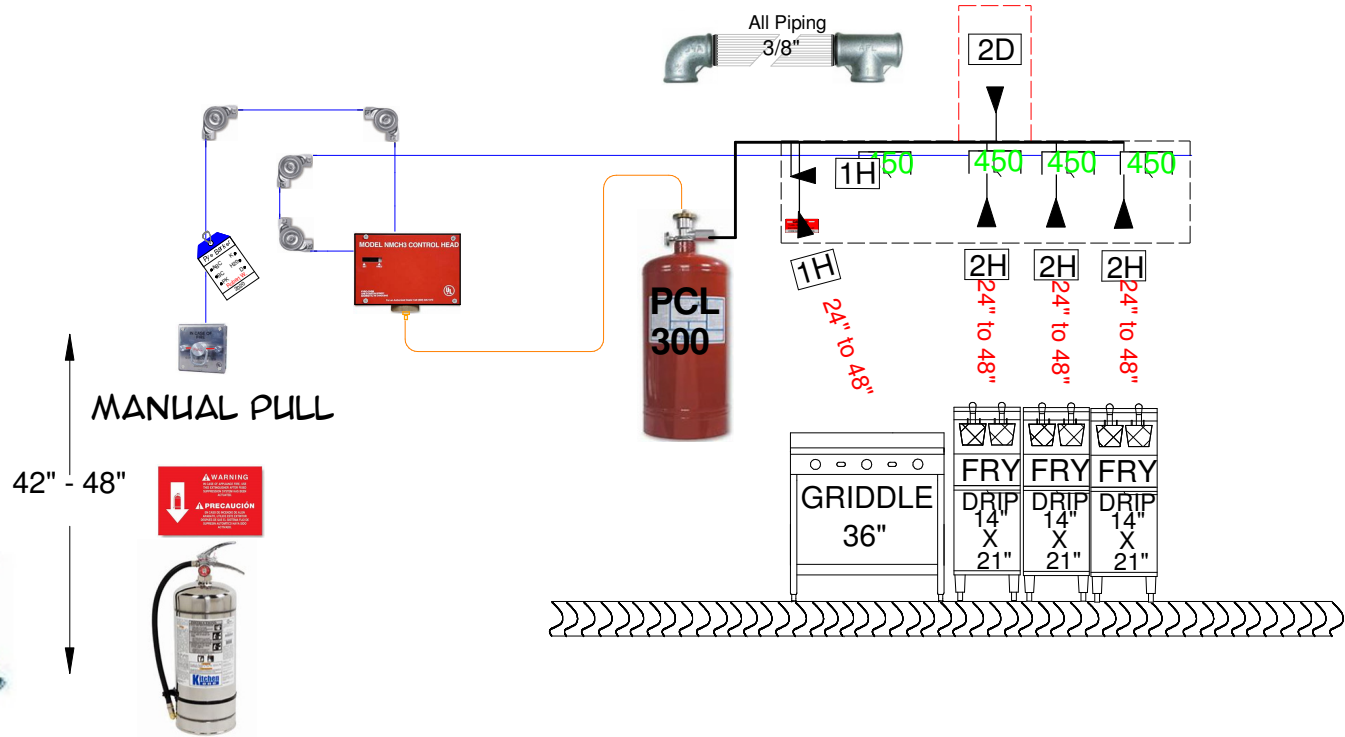 All Piping
3/8"
2D
1H
450
450
450
450
MODEL NMCH3 CONTROL HEAD
UL
PCL
300
1H
2H
2H
2H
24" to 48"
24" to 48"
24" to 48"
24" to 48"
MANUAL PULL
42" - 48"
WARNING
PRECAUCIÓN
Kitchen
GRIDDLE
36"
FRY
DRIP
14"
X
21"
FRY
DRIP
14"
X
21"
FRY
DRIP
14"
X
21"